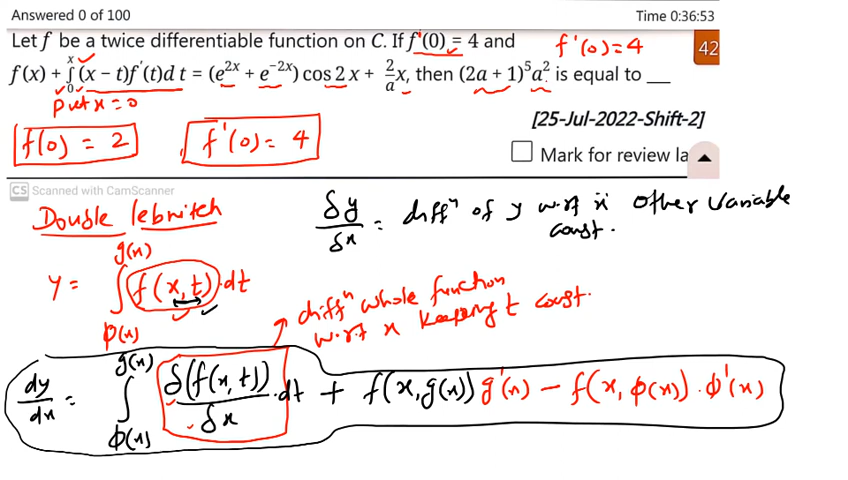 Answered 0 of 100
Time 0:36:53
Let f be a twice differentiable function on C. If f'(0) = 4 and
f'(0)=4
42
f(x) + ∫₀ˣ (x − t)f'(t)d t = (e^{2x} + e^{−2x}) cos 2 x + (2/a)x, then (2a + 1)⁵a² is equal to __
put x = 0
[25-Jul-2022-Shift-2]
f(0) = 2
f'(0) = 4
Mark for review la
CS Scanned with CamScanner
Double lebnitch
δy/δx = diffⁿ of y w.r.t 'x' other variable
const.
y = ∫_{φ(x)}^{g(x)} f(x,t).dt
diffⁿ whole function
w.r.t x keeping t const.
dy/dx = ∫_{φ(x)}^{g(x)} δ(f(x,t))/δx .dt + f(x,g(x)) g'(x) − f(x, φ(x)). φ'(x)